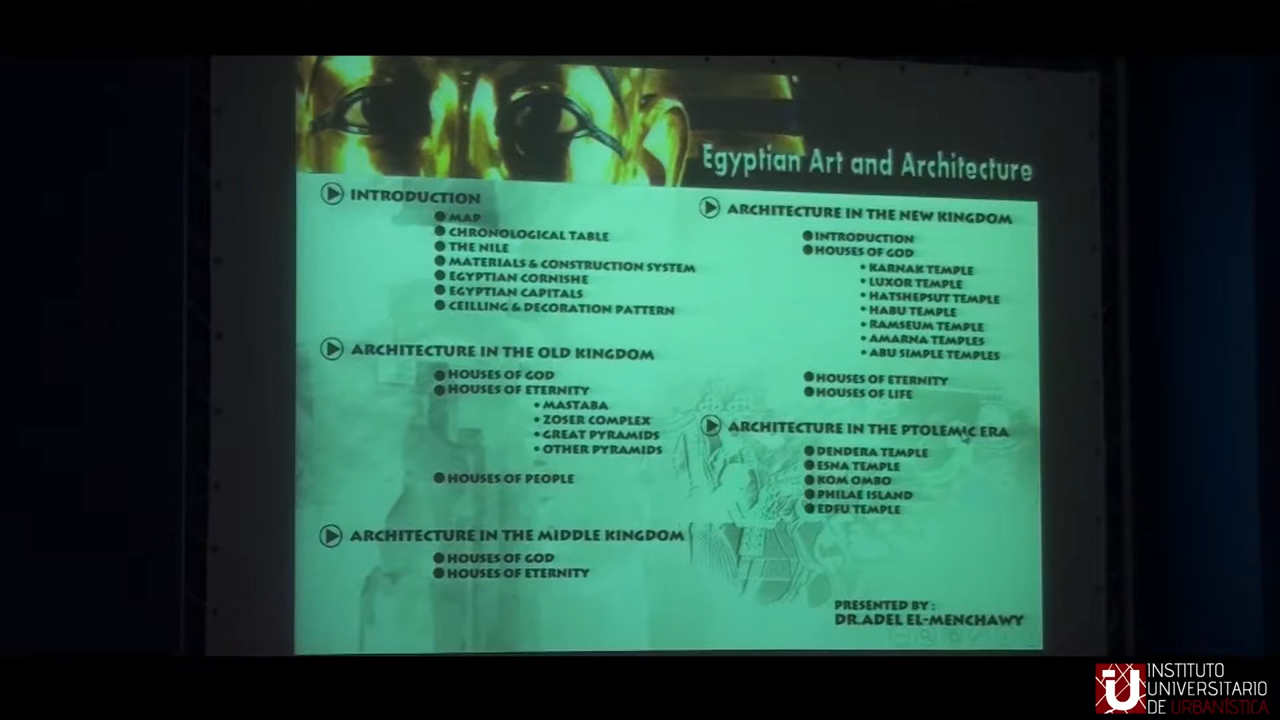 Egyptian Art and Architecture
INTRODUCTION
MAP
CHRONOLOGICAL TABLE
THE NILE
MATERIALS & CONSTRUCTION SYSTEM
EGYPTIAN CORNISHE
EGYPTIAN CAPITALS
CEILLING & DECORATION PATTERN
ARCHITECTURE IN THE OLD KINGDOM
HOUSES OF GOD
HOUSES OF ETERNITY
• MASTABA
• ZOSER COMPLEX
• GREAT PYRAMIDS
• OTHER PYRAMIDS
HOUSES OF PEOPLE
ARCHITECTURE IN THE MIDDLE KINGDOM
HOUSES OF GOD
HOUSES OF ETERNITY
ARCHITECTURE IN THE NEW KINGDOM
INTRODUCTION
HOUSES OF GOD
• KARNAK TEMPLE
• LUXOR TEMPLE
• HATSHEPSUT TEMPLE
• HABU TEMPLE
• RAMSEUM TEMPLE
• AMARNA TEMPLES
• ABU SIMPLE TEMPLES
HOUSES OF ETERNITY
HOUSES OF LIFE
ARCHITECTURE IN THE PTOLEMIC ERA
DENDERA TEMPLE
ESNA TEMPLE
KOM OMBO
PHILAE ISLAND
EDFU TEMPLE
PRESENTED BY :
DR.ADEL EL-MENCHAWY
INSTITUTO
UNIVERSITARIO
DE URBANÍSTICA